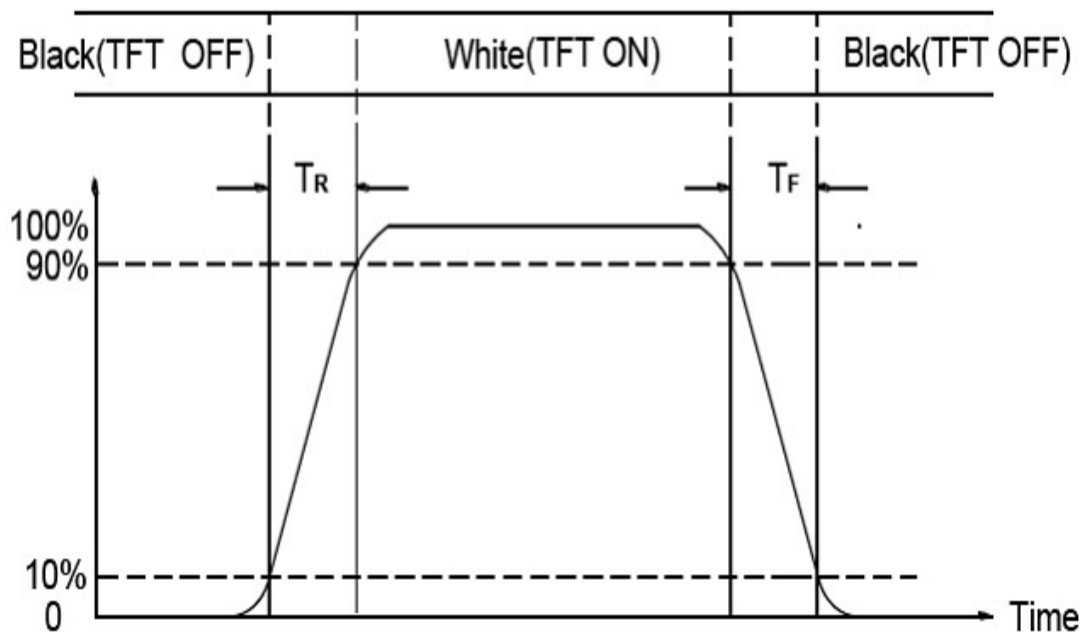 Black(TFT OFF) White(TFT ON) Black(TFT OFF)
TR TF
100%
90%
10%
0
Time